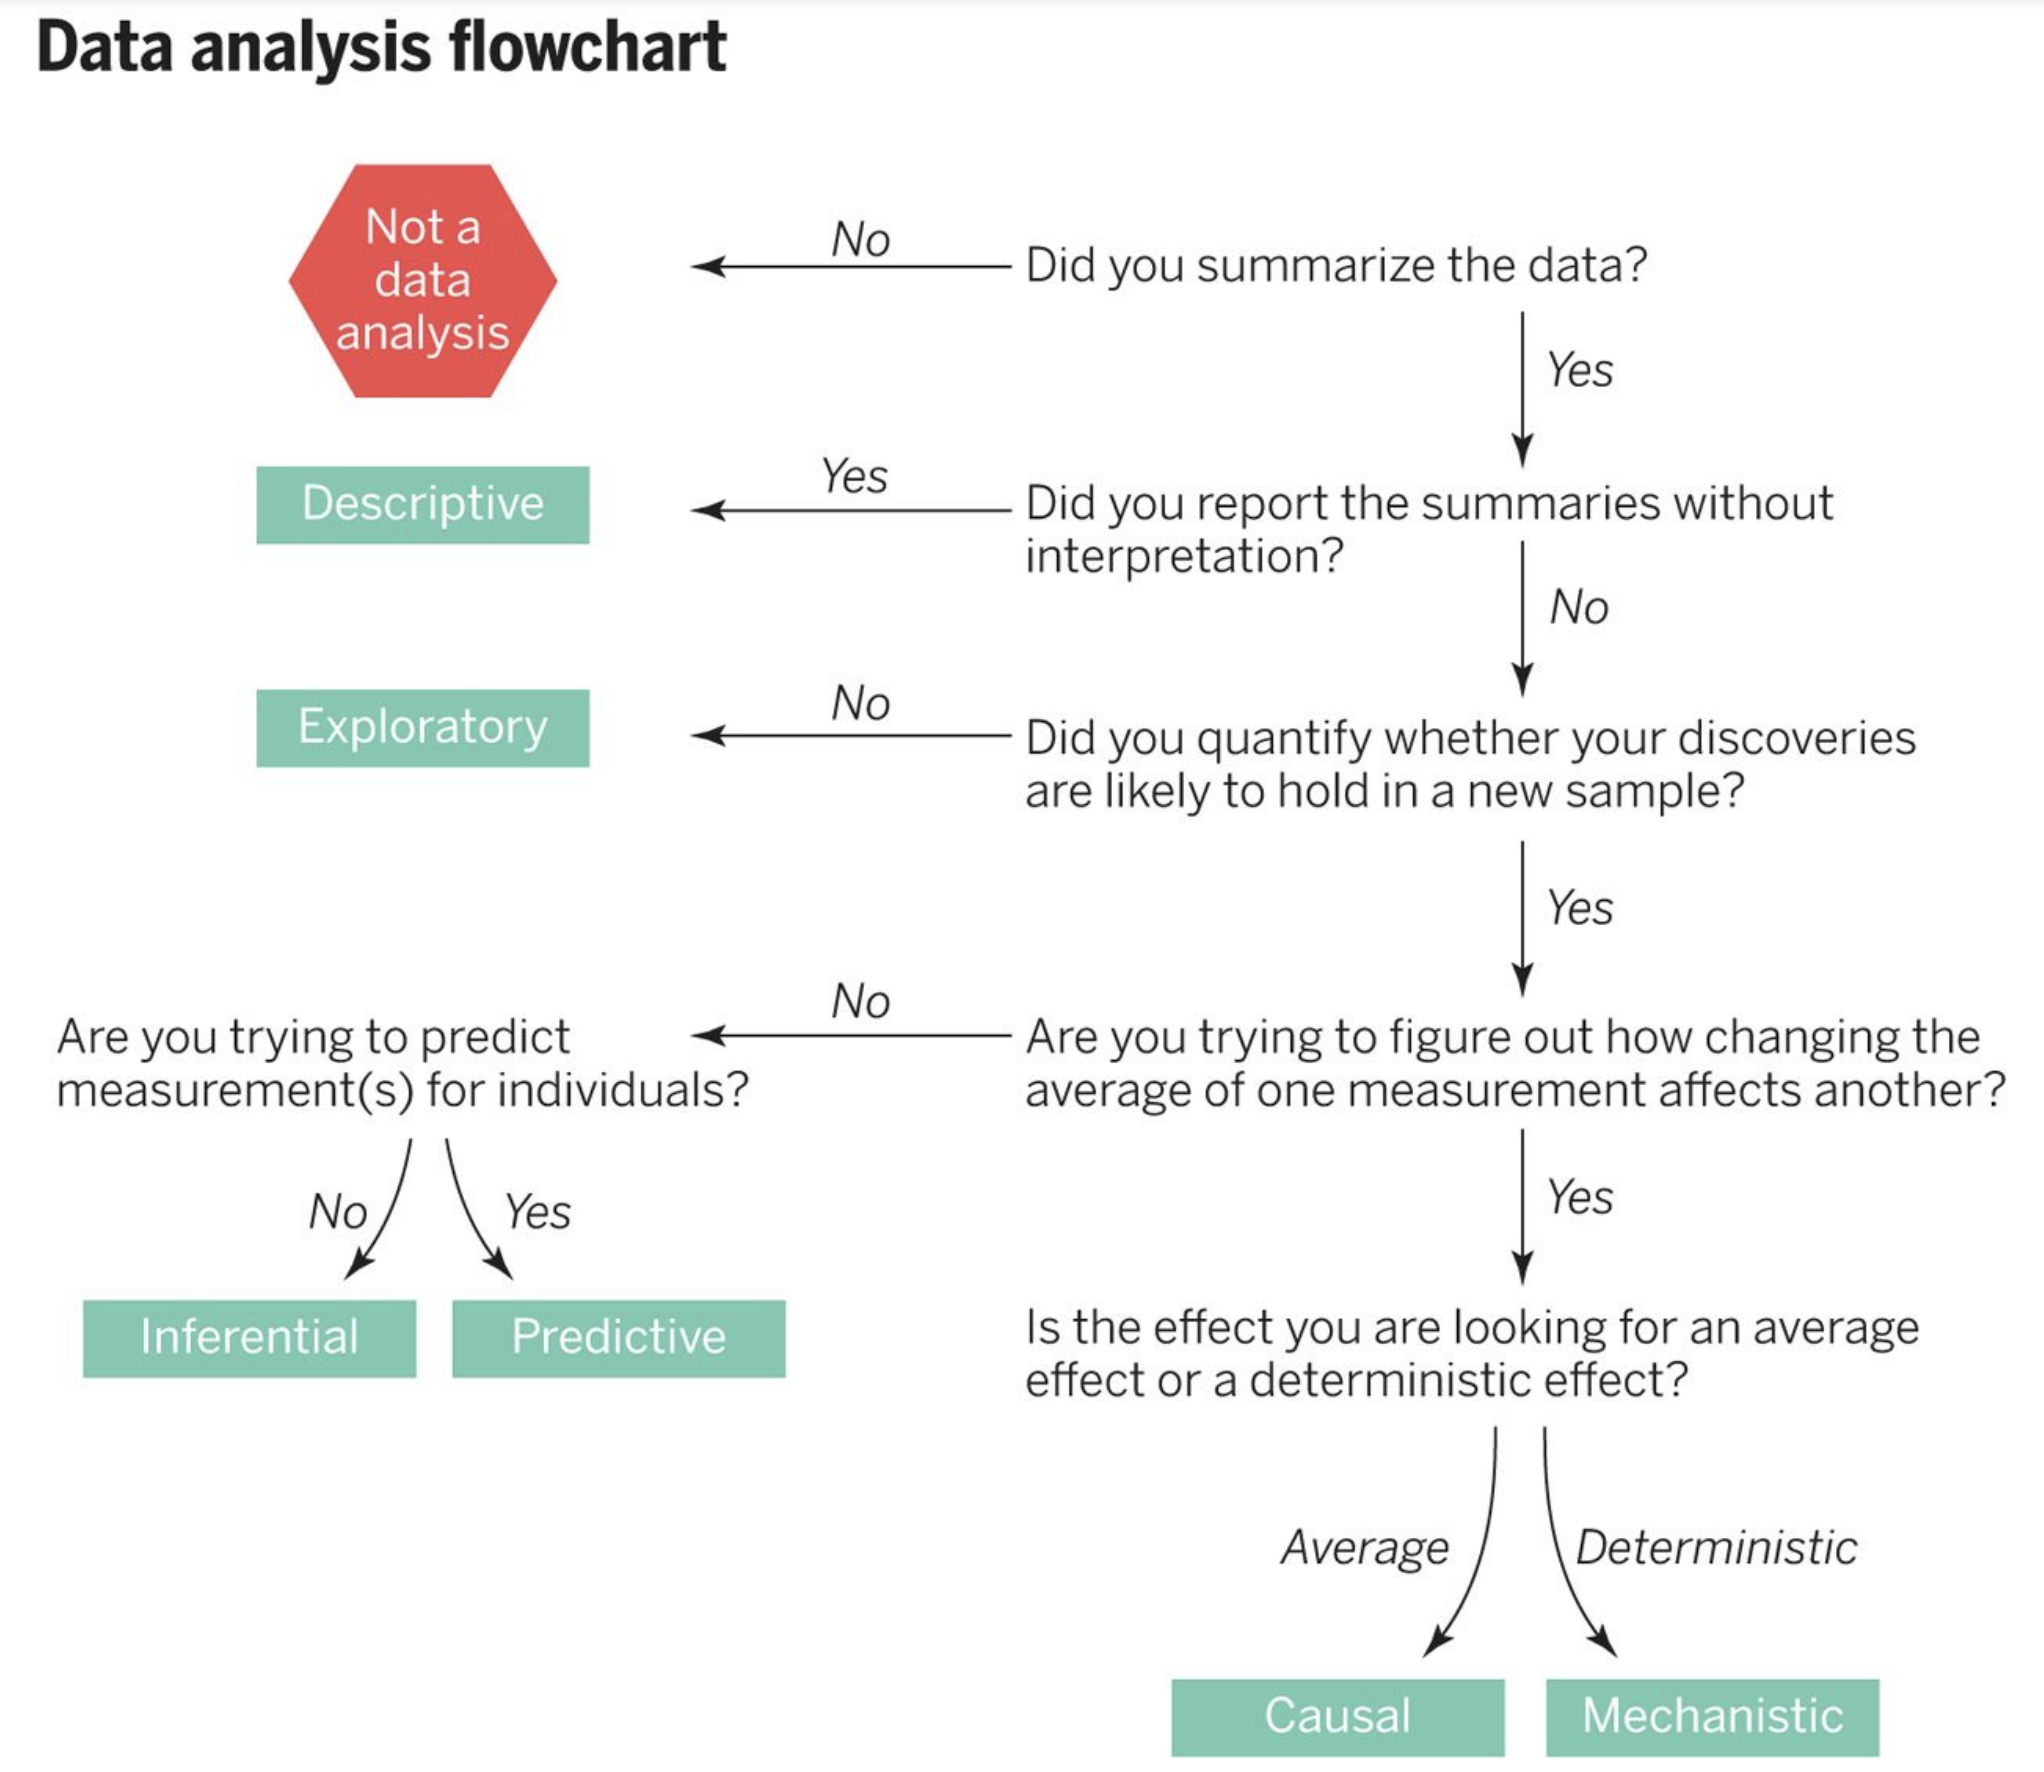 Data analysis flowchart
Not a
data
analysis
No
Did you summarize the data?
Yes
Descriptive
Yes
Did you report the summaries without
interpretation?
No
Exploratory
No
Did you quantify whether your discoveries
are likely to hold in a new sample?
Yes
Are you trying to predict
measurement(s) for individuals?
No
Are you trying to figure out how changing the
average of one measurement affects another?
No
Yes
Yes
Inferential
Predictive
Is the effect you are looking for an average
effect or a deterministic effect?
Average
Deterministic
Causal
Mechanistic